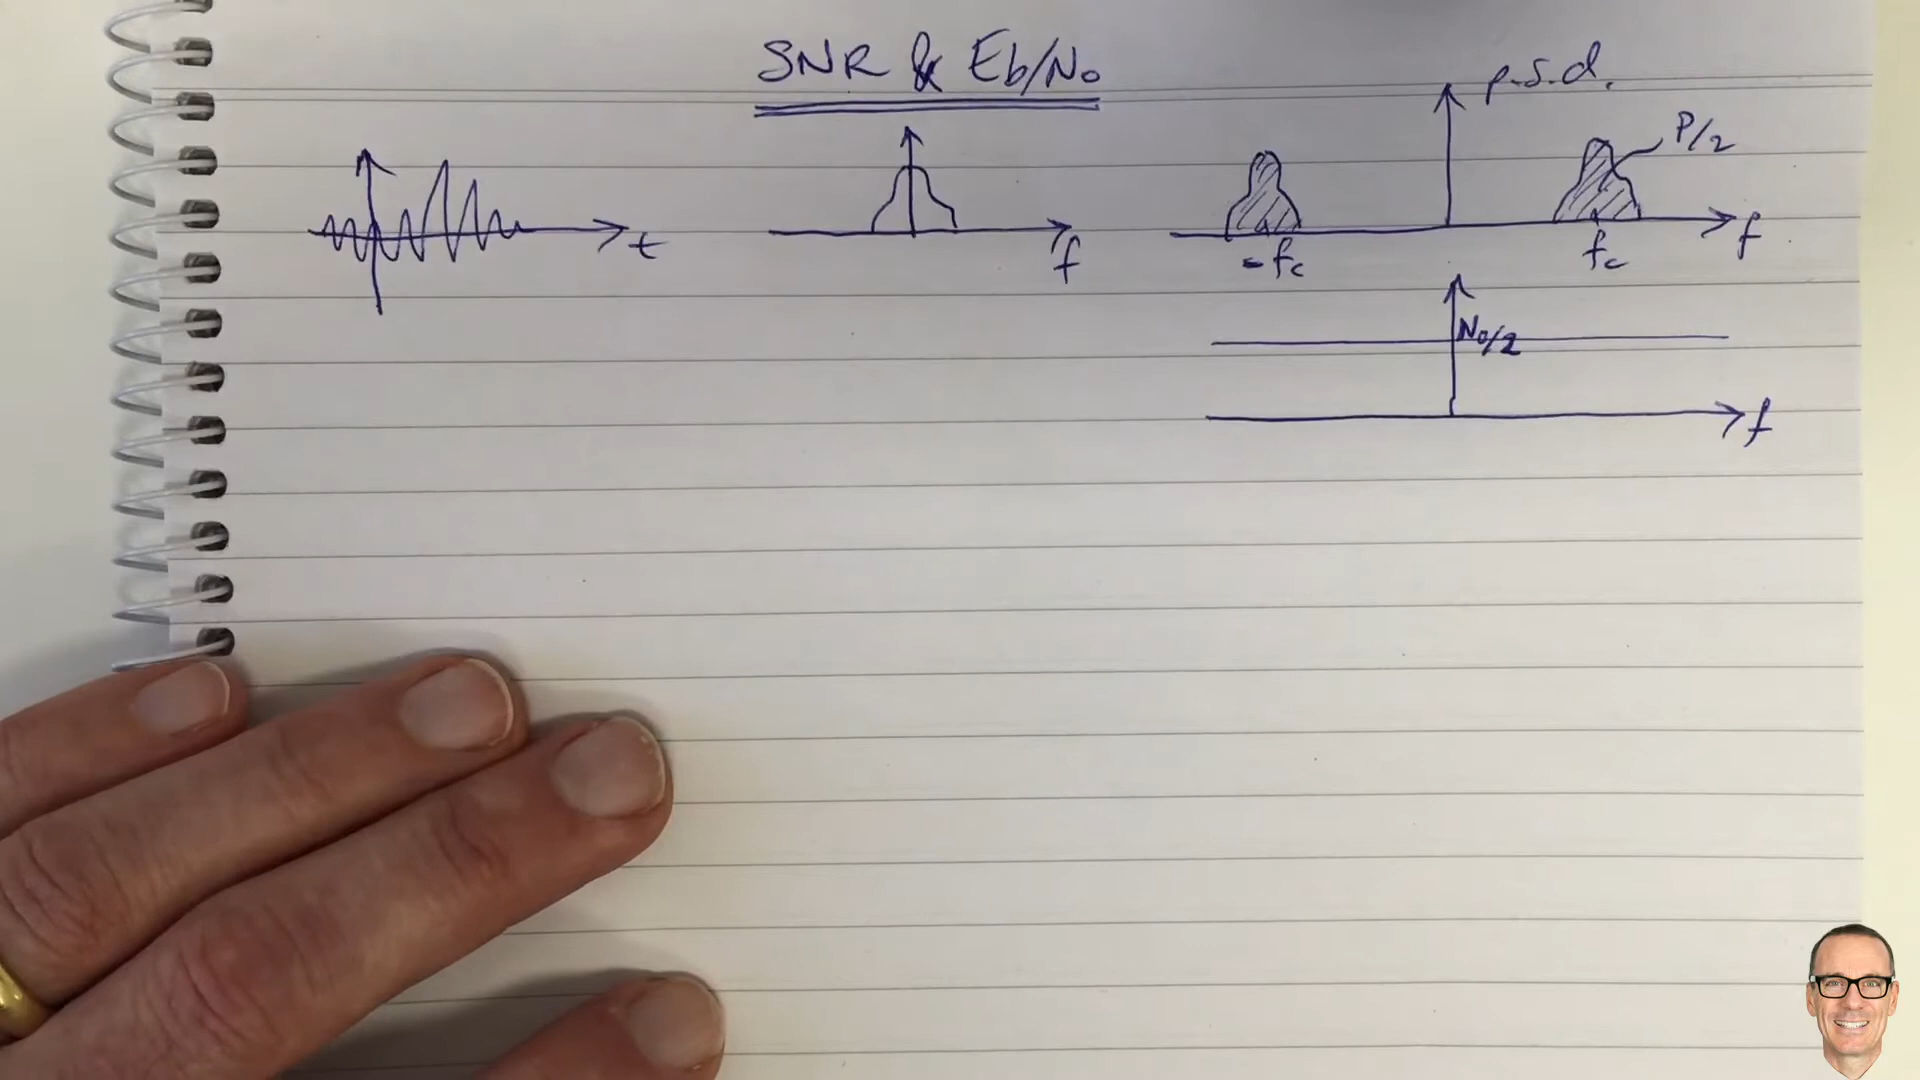 SNR & Eb/No
p.s.d.
P/2
t
f
-fc
fc
f
No/2
f